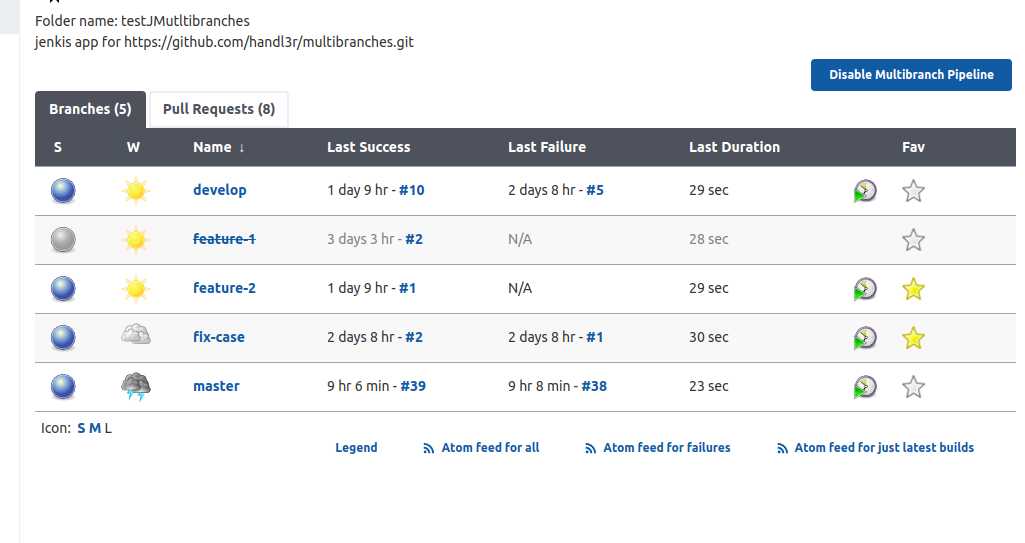 Folder name: testJMutltibranches
jenkis app for https://github.com/handl3r/multibranches.git
Disable Multibranch Pipeline
Branches (5) Pull Requests (8)
S W Name ↓ Last Success Last Failure Last Duration Fav
develop 1 day 9 hr - #10 2 days 8 hr - #5 29 sec
feature-1 3 days 3 hr - #2 N/A 28 sec
feature-2 1 day 9 hr - #1 N/A 29 sec
fix-case 2 days 8 hr - #2 2 days 8 hr - #1 30 sec
master 9 hr 6 min - #39 9 hr 8 min - #38 23 sec
Icon: S M L
Legend Atom feed for all Atom feed for failures Atom feed for just latest builds